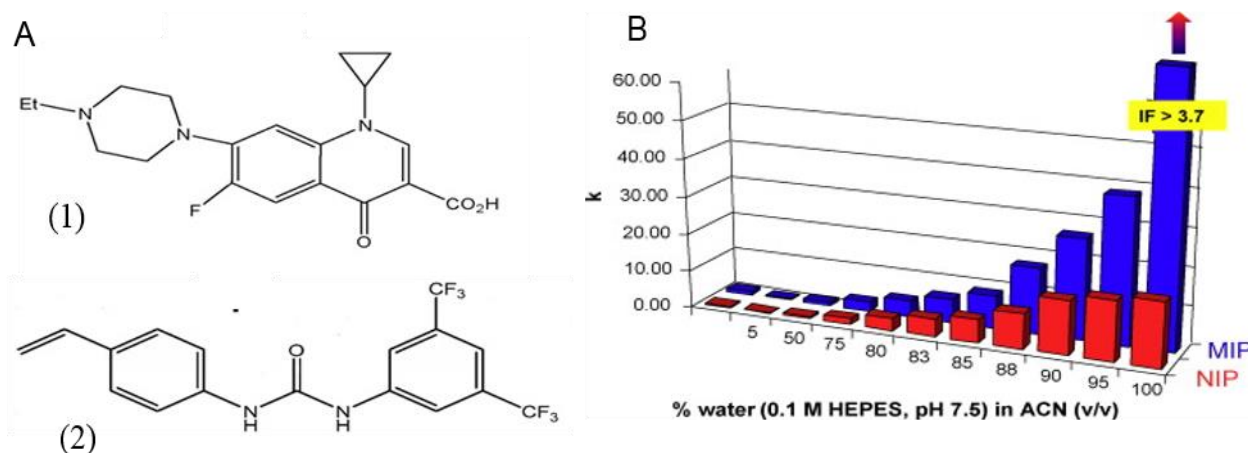 A
Et
N
N
F
N
CO₂H
O
(1)
CF₃
O
N
H
N
H
CF₃
(2)
B
IF > 3.7
60.00
50.00
40.00
30.00
20.00
10.00
0.00
k
5 50 75 80 83 85 88 90 95 100
MIP
NIP
% water (0.1 M HEPES, pH 7.5) in ACN (v/v)